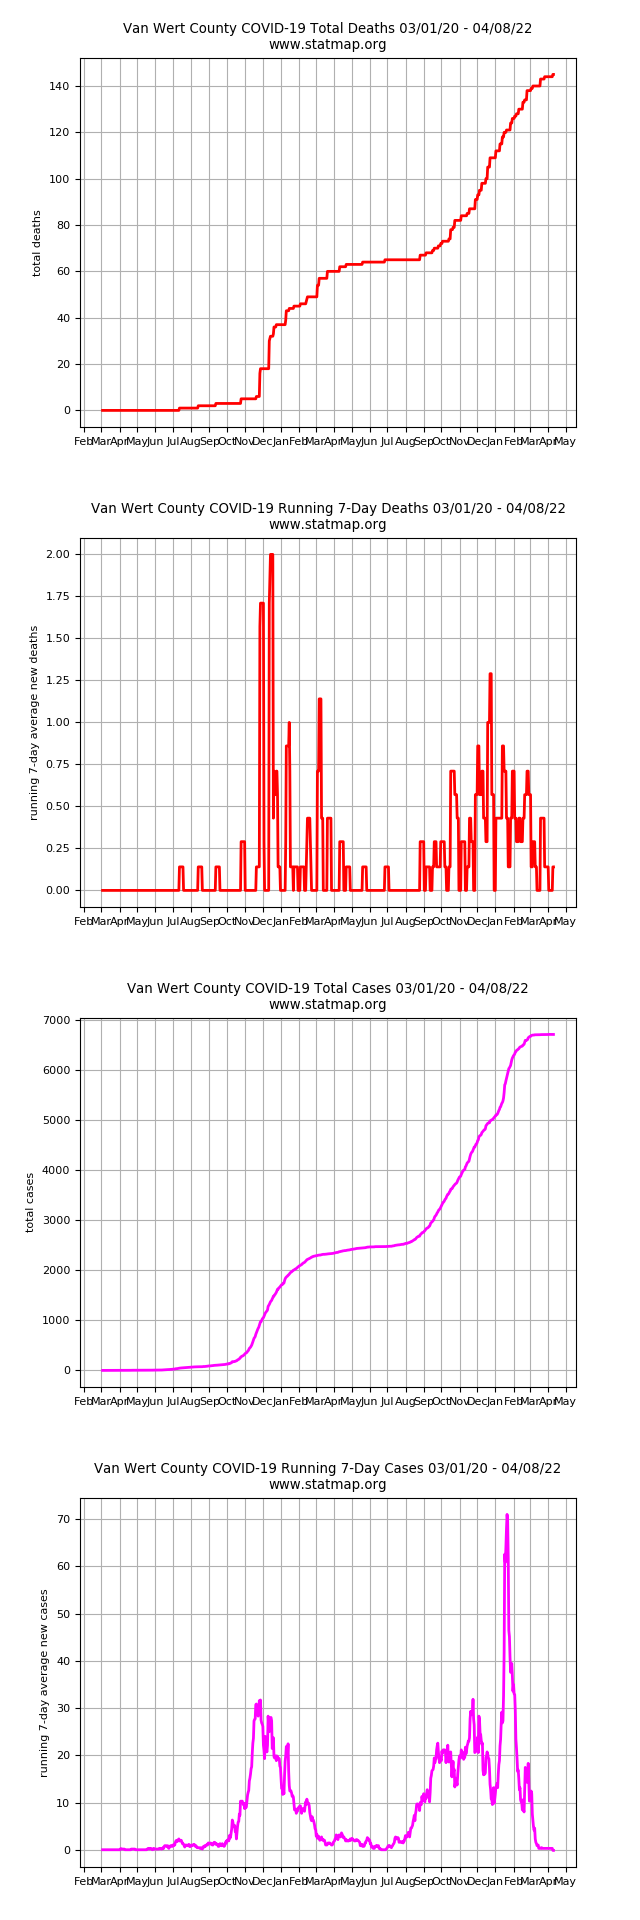 Van Wert County COVID-19 Total Deaths 03/01/20 - 04/08/22
www.statmap.org
140
120
100
80
60
40
20
0
total deaths
Feb Mar Apr May Jun Jul Aug Sep Oct Nov Dec Jan Feb Mar Apr May Jun Jul Aug Sep Oct Nov Dec Jan Feb Mar Apr May
Van Wert County COVID-19 Running 7-Day Deaths 03/01/20 - 04/08/22
www.statmap.org
2.00
1.75
1.50
1.25
1.00
0.75
0.50
0.25
0.00
running 7-day average new deaths
Feb Mar Apr May Jun Jul Aug Sep Oct Nov Dec Jan Feb Mar Apr May Jun Jul Aug Sep Oct Nov Dec Jan Feb Mar Apr May
Van Wert County COVID-19 Total Cases 03/01/20 - 04/08/22
www.statmap.org
7000
6000
5000
4000
3000
2000
1000
0
total cases
Feb Mar Apr May Jun Jul Aug Sep Oct Nov Dec Jan Feb Mar Apr May Jun Jul Aug Sep Oct Nov Dec Jan Feb Mar Apr May
Van Wert County COVID-19 Running 7-Day Cases 03/01/20 - 04/08/22
www.statmap.org
70
60
50
40
30
20
10
0
running 7-day average new cases
Feb Mar Apr May Jun Jul Aug Sep Oct Nov Dec Jan Feb Mar Apr May Jun Jul Aug Sep Oct Nov Dec Jan Feb Mar Apr May